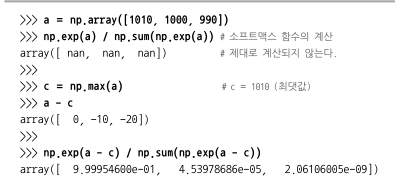 >>> a = np.array([1010, 1000, 990])
>>> np.exp(a) / np.sum(np.exp(a)) # 소프트맥스 함수의 계산
array([ nan, nan, nan]) # 제대로 계산되지 않는다.
>>>
>>> c = np.max(a) # c = 1010 (최댓값)
>>> a - c
array([ 0, -10, -20])
>>>
>>> np.exp(a - c) / np.sum(np.exp(a - c))
array([ 9.99954600e-01, 4.53978686e-05, 2.06106005e-09])